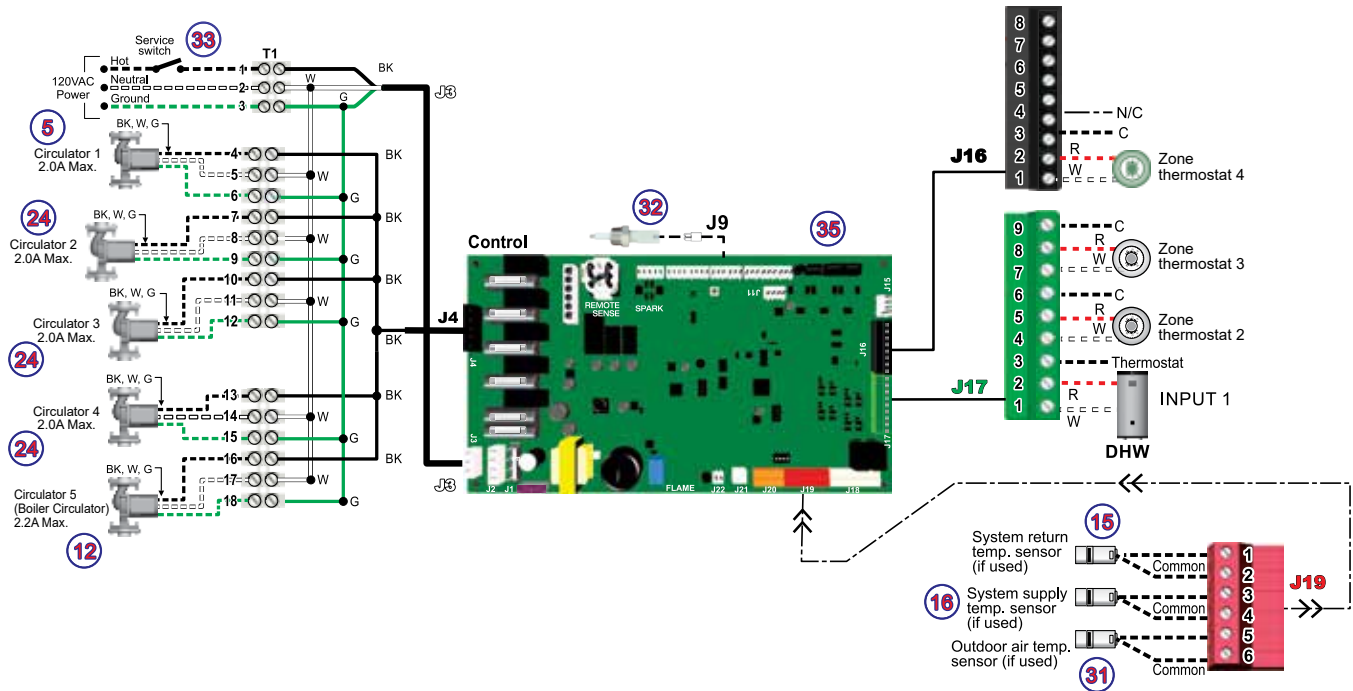 Service switch
33
T1
Hot
120VAC Power
Neutral
Ground
1
2
3
BK
W
G
J3
5
BK, W, G
Circulator 1
2.0A Max.
4
5
6
BK
W
G
24
BK, W, G
Circulator 2
2.0A Max.
7
8
9
BK
W
G
BK, W, G
Circulator 3
2.0A Max.
24
10
11
12
BK
W
G
BK
J4
BK, W, G
Circulator 4
2.0A Max.
24
13
14
15
BK
W
G
BK, W, G
Circulator 5
(Boiler Circulator)
2.2A Max.
12
16
17
18
BK
W
G
J3
Control
32
J9
35
REMOTE SENSE
SPARK
J11
J15
J16
J17
J4
J3
J2
J1
FLAME
J22
J21
J20
J19
J18
J16
8
7
6
5
4
3
2
1
N/C
C
R
W
Zone
thermostat 4
J17
9
8
7
6
5
4
3
2
1
C
R
W
Zone
thermostat 3
C
R
W
Zone
thermostat 2
Thermostat
R
W
INPUT 1
DHW
15
System return
temp. sensor
(if used)
Common
16
System supply
temp. sensor
(if used)
Common
Outdoor air temp.
sensor (if used)
Common
31
1
2
3
4
5
6
J19